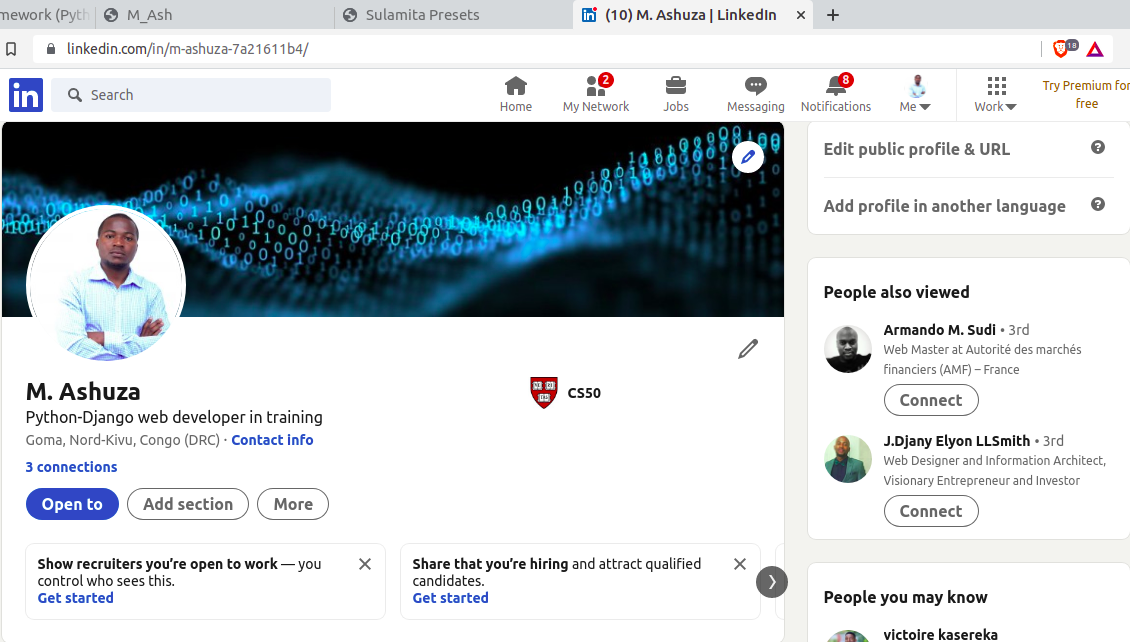 mework (Pyth
M_Ash
Sulamita Presets
(10) M. Ashuza | LinkedIn
linkedin.com/in/m-ashuza-7a21611b4/
18
in
Search
2
8
Home
My Network
Jobs
Messaging
Notifications
Me
Work
Try Premium for
free
Edit public profile & URL
Add profile in another language
M. Ashuza
CS50
Python-Django web developer in training
Goma, Nord-Kivu, Congo (DRC) · Contact info
3 connections
Open to
Add section
More
Show recruiters you’re open to work — you
control who sees this.
Get started
Share that you’re hiring and attract qualified
candidates.
Get started
People also viewed
Armando M. Sudi • 3rd
Web Master at Autorité des marchés
financiers (AMF) – France
Connect
J.Djany Elyon LLSmith • 3rd
Web Designer and Information Architect,
Visionary Entrepreneur and Investor
Connect
People you may know
victoire kasereka